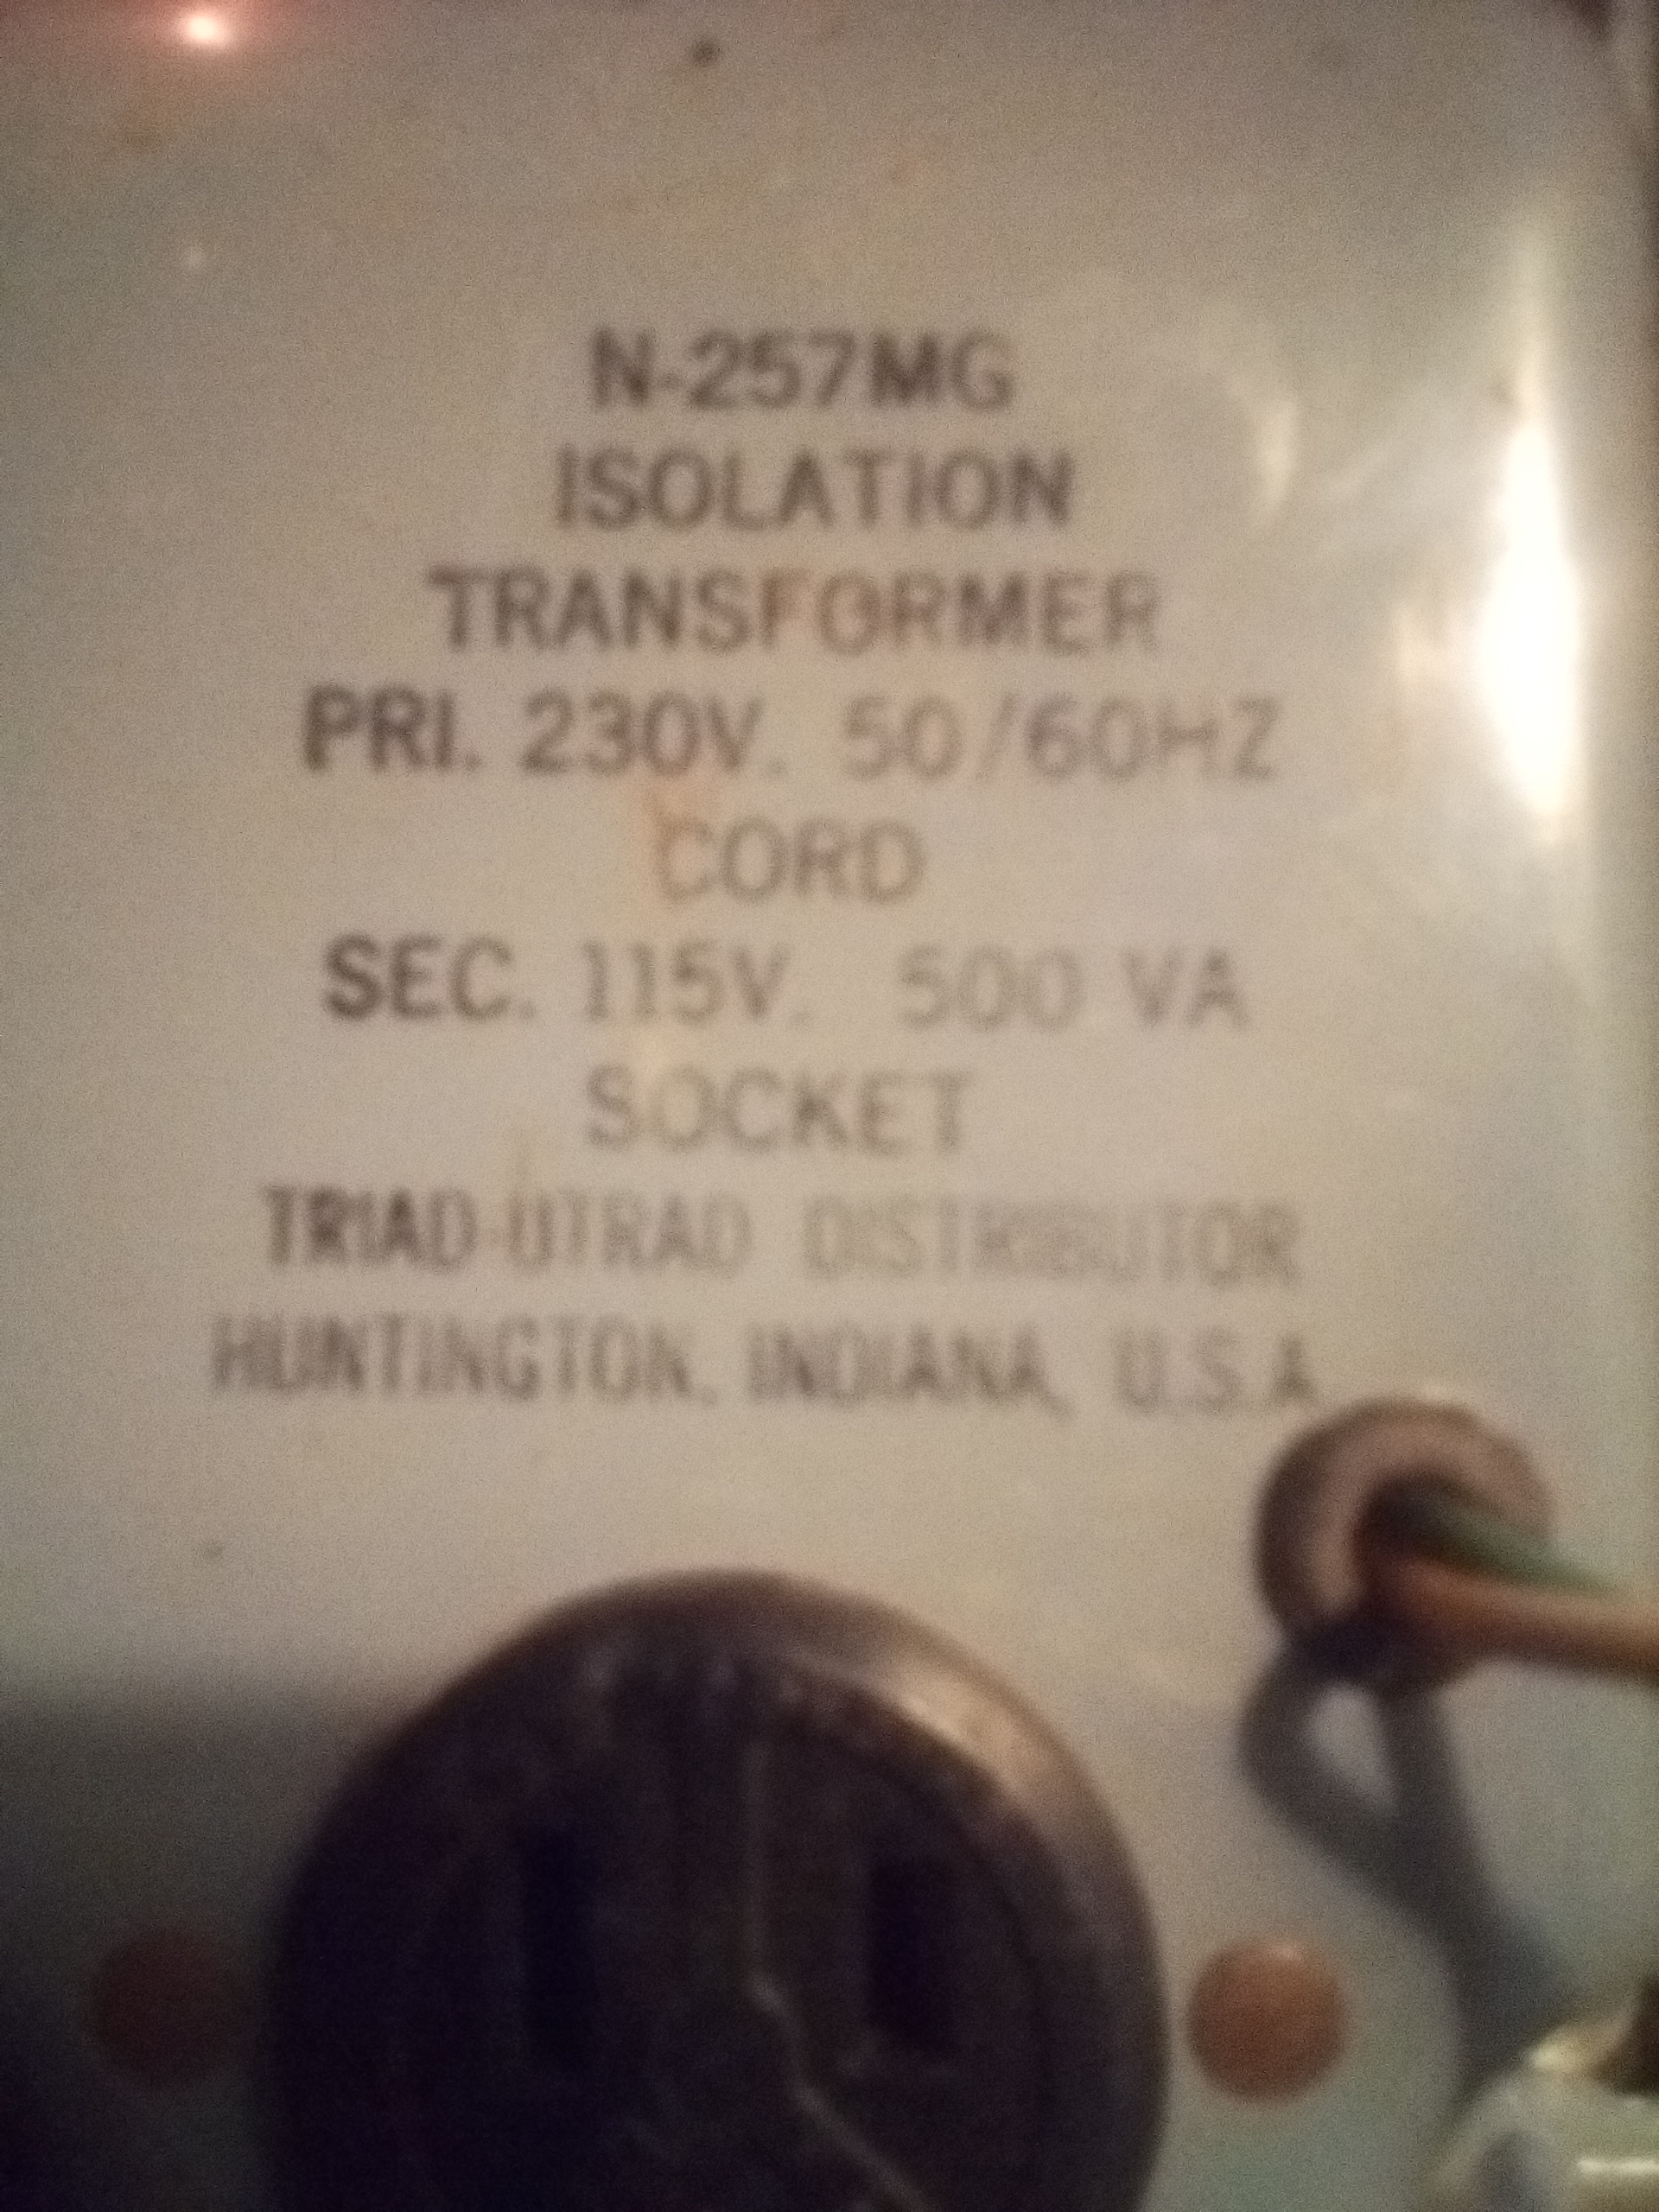 N-257MG
ISOLATION
TRANSFORMER
PRI. 230V. 50/60HZ
CORD
SEC. 115V. 500 VA
SOCKET
TRIAD-UTRAD DISTRIBUTOR
HUNTINGTON, INDIANA, U.S.A.